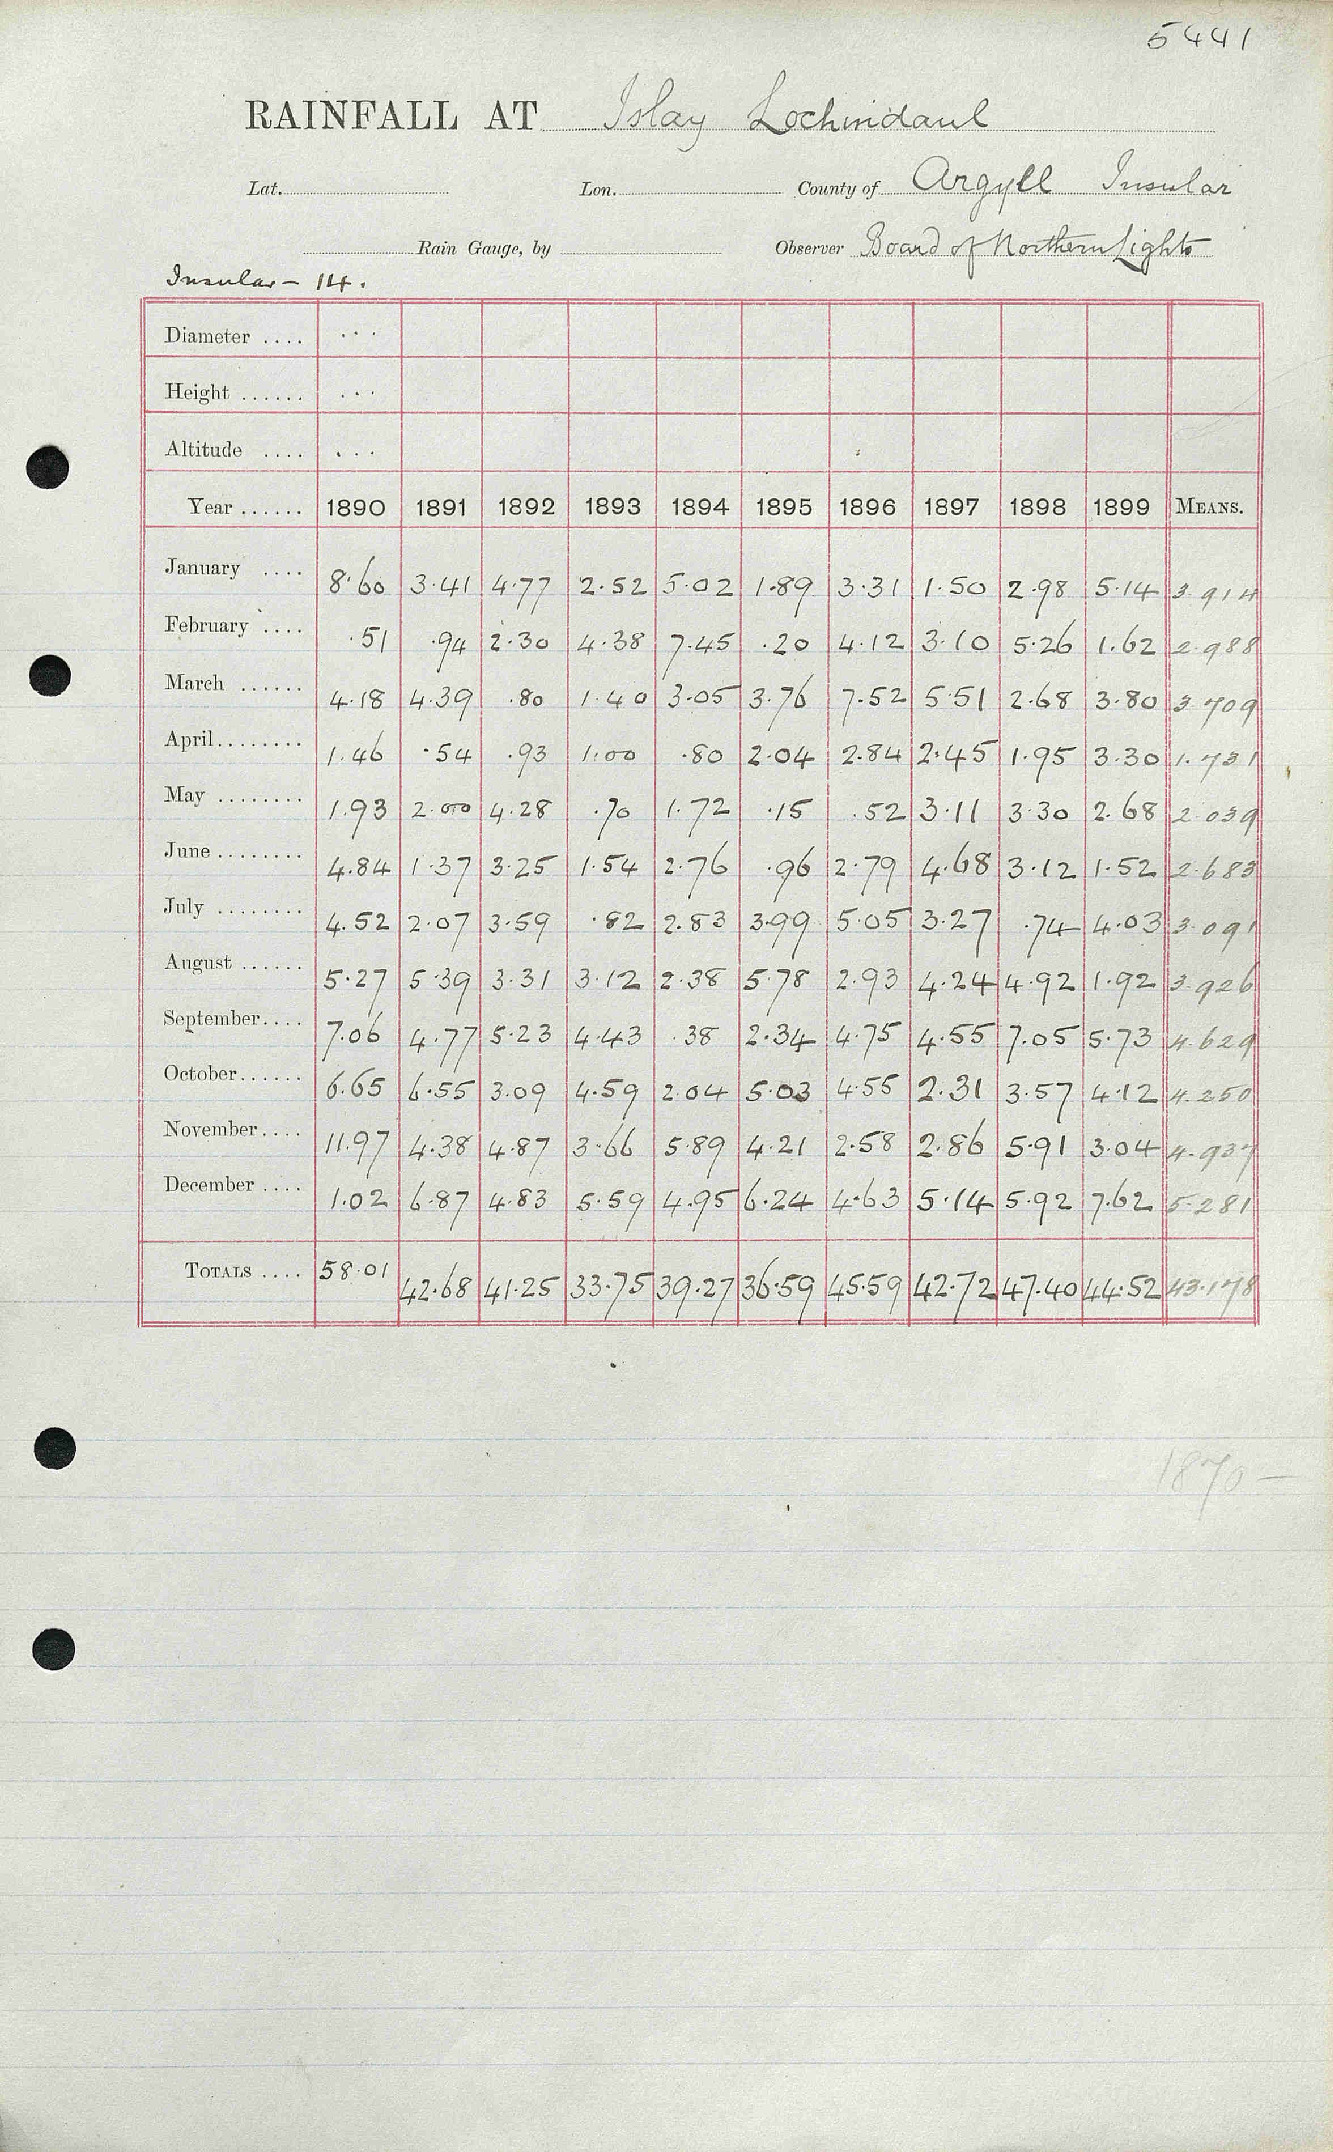 5441
RAINFALL AT Islay Lochindaul
Lat. Lon. County of Argyll Insular
Rain Gauge, by Observer Board of Northern Lights
Insular - 14.
Diameter .... ...
Height ...... ...
Altitude .... ...
Year ...... 1890 1891 1892 1893 1894 1895 1896 1897 1898 1899 MEANS.
January .... 8.60 3.41 4.77 2.52 5.02 1.89 3.31 1.50 2.98 5.14 3.914
February .... .51 .94 2.30 4.38 7.45 .20 4.12 3.10 5.26 1.62 2.988
March ...... 4.18 4.39 .80 1.40 3.05 3.76 7.52 5.51 2.68 3.80 3.709
April........ 1.46 .54 .93 1.00 .80 2.04 2.84 2.45 1.95 3.30 1.731
May ........ 1.93 2.00 4.28 .70 1.72 .15 .52 3.11 3.30 2.68 2.039
June ........ 4.84 1.37 3.25 1.54 2.76 .96 2.79 4.68 3.12 1.52 2.683
July ........ 4.52 2.07 3.59 .82 2.83 3.99 5.05 3.27 .74 4.03 3.091
August ...... 5.27 5.39 3.31 3.12 2.38 5.78 2.93 4.24 4.92 1.92 3.926
September.... 7.06 4.77 5.23 4.43 .38 2.34 4.75 4.55 7.05 5.73 4.629
October...... 6.65 6.55 3.09 4.59 2.04 5.03 4.55 2.31 3.57 4.12 4.250
November.... 11.97 4.38 4.87 3.66 5.89 4.21 2.58 2.86 5.91 3.04 4.937
December .... 1.02 6.87 4.83 5.59 4.95 6.24 4.63 5.14 5.92 7.62 5.281
TOTALS .... 58.01 42.68 41.25 33.75 39.27 36.59 45.59 42.72 47.40 44.52 43.178
1870 -